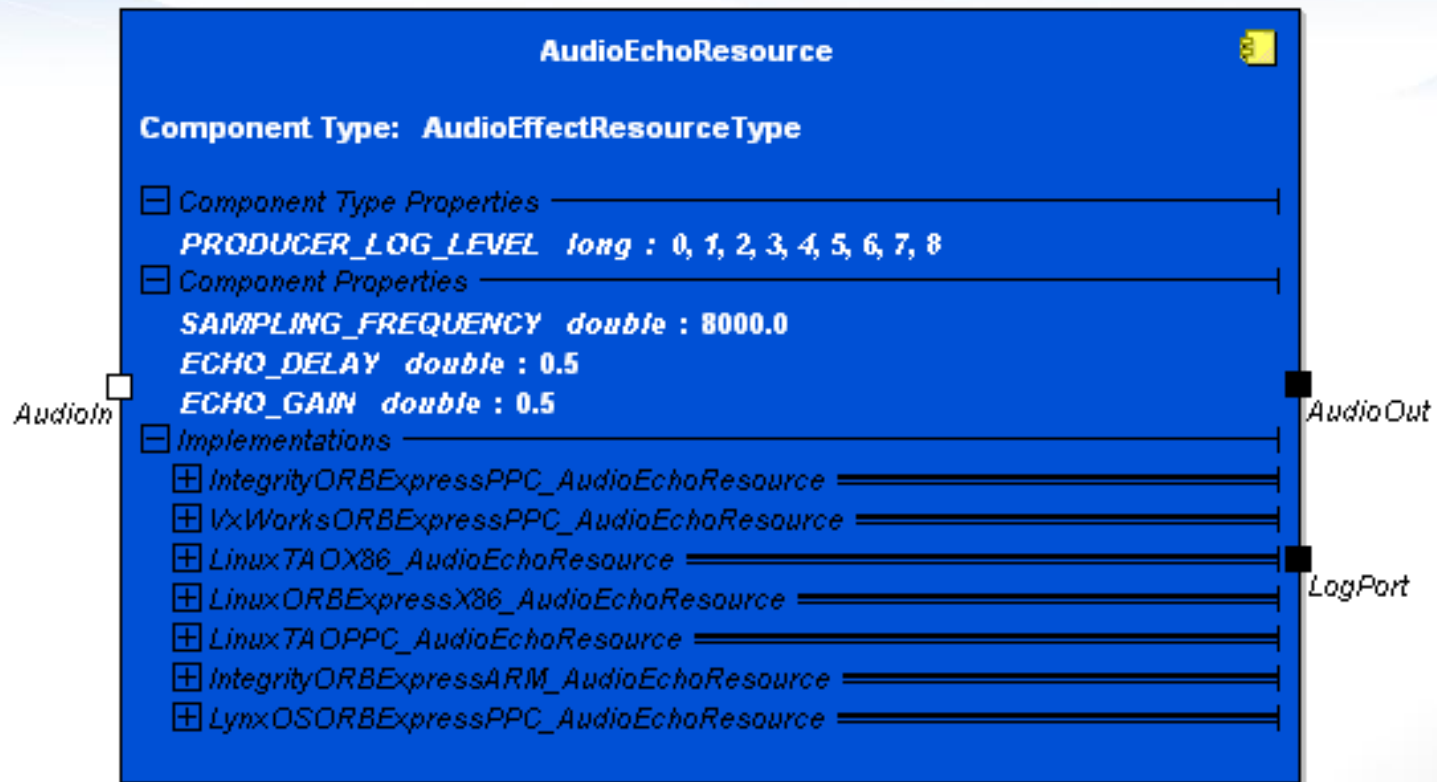 AudioEchoResource
Component Type: AudioEffectResourceType
Component Type Properties
PRODUCER_LOG_LEVEL long : 0, 1, 2, 3, 4, 5, 6, 7, 8
Component Properties
SAMPLING_FREQUENCY double : 8000.0
ECHO_DELAY double : 0.5
ECHO_GAIN double : 0.5
AudioIn
AudioOut
Implementations
IntegrityORBExpressPPC_AudioEchoResource
VxWorksORBExpressPPC_AudioEchoResource
LinuxTAOX86_AudioEchoResource
LogPort
LinuxORBExpressX86_AudioEchoResource
LinuxTAOPPC_AudioEchoResource
IntegrityORBExpressARM_AudioEchoResource
LynxOSORBExpressPPC_AudioEchoResource